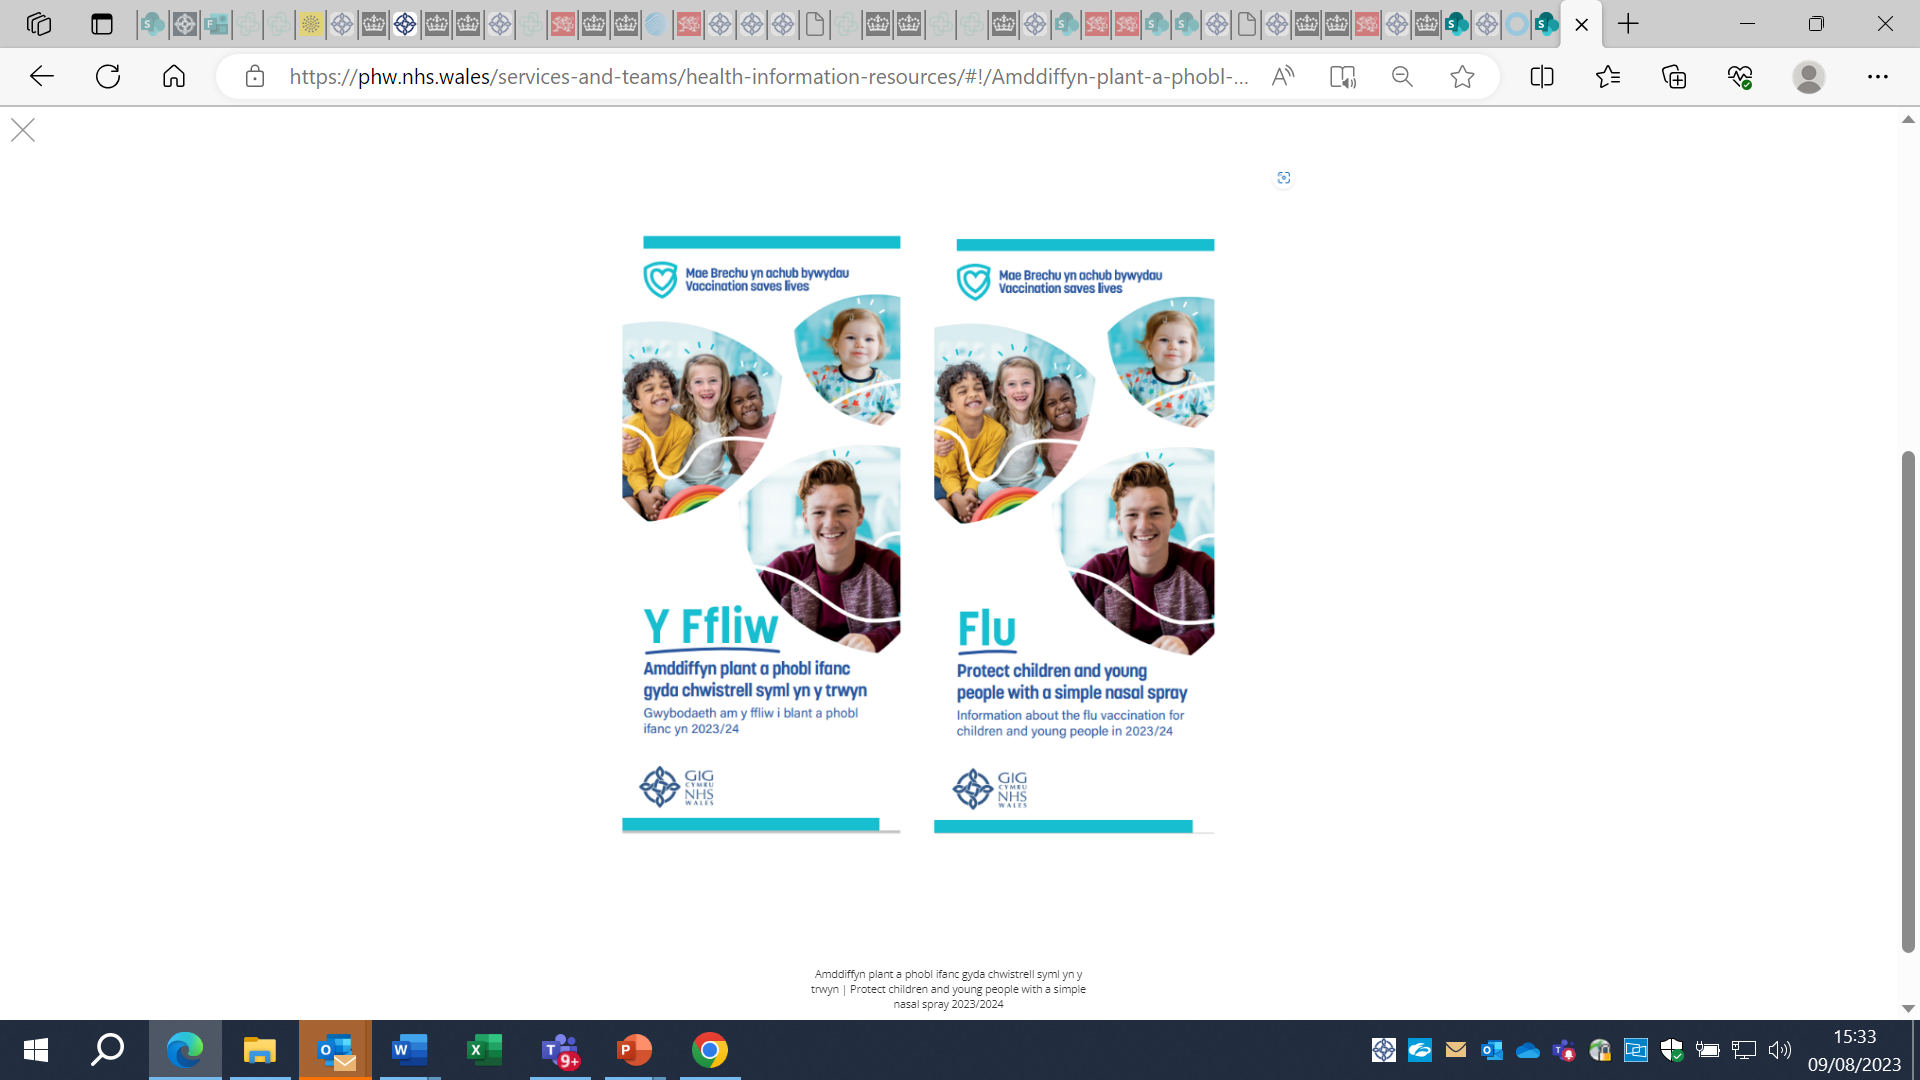 https://phw.nhs.wales/services-and-teams/health-information-resources/#!/Amddiffyn-plant-a-phobl-...
Mae Brechu yn achub bywydau
Vaccination saves lives
Y Ffliw
Amddiffyn plant a phobl ifanc
gyda chwistrell syml yn y trwyn
Gwybodaeth am y ffliw i blant a phobl
ifanc yn 2023/24
GIG
CYMRU
NHS
WALES
Mae Brechu yn achub bywydau
Vaccination saves lives
Flu
Protect children and young
people with a simple nasal spray
Information about the flu vaccination for
children and young people in 2023/24
GIG
CYMRU
NHS
WALES
Amddiffyn plant a phobl ifanc gyda chwistrell syml yn y
trwyn | Protect children and young people with a simple
nasal spray 2023/2024
9+
15:33
09/08/2023